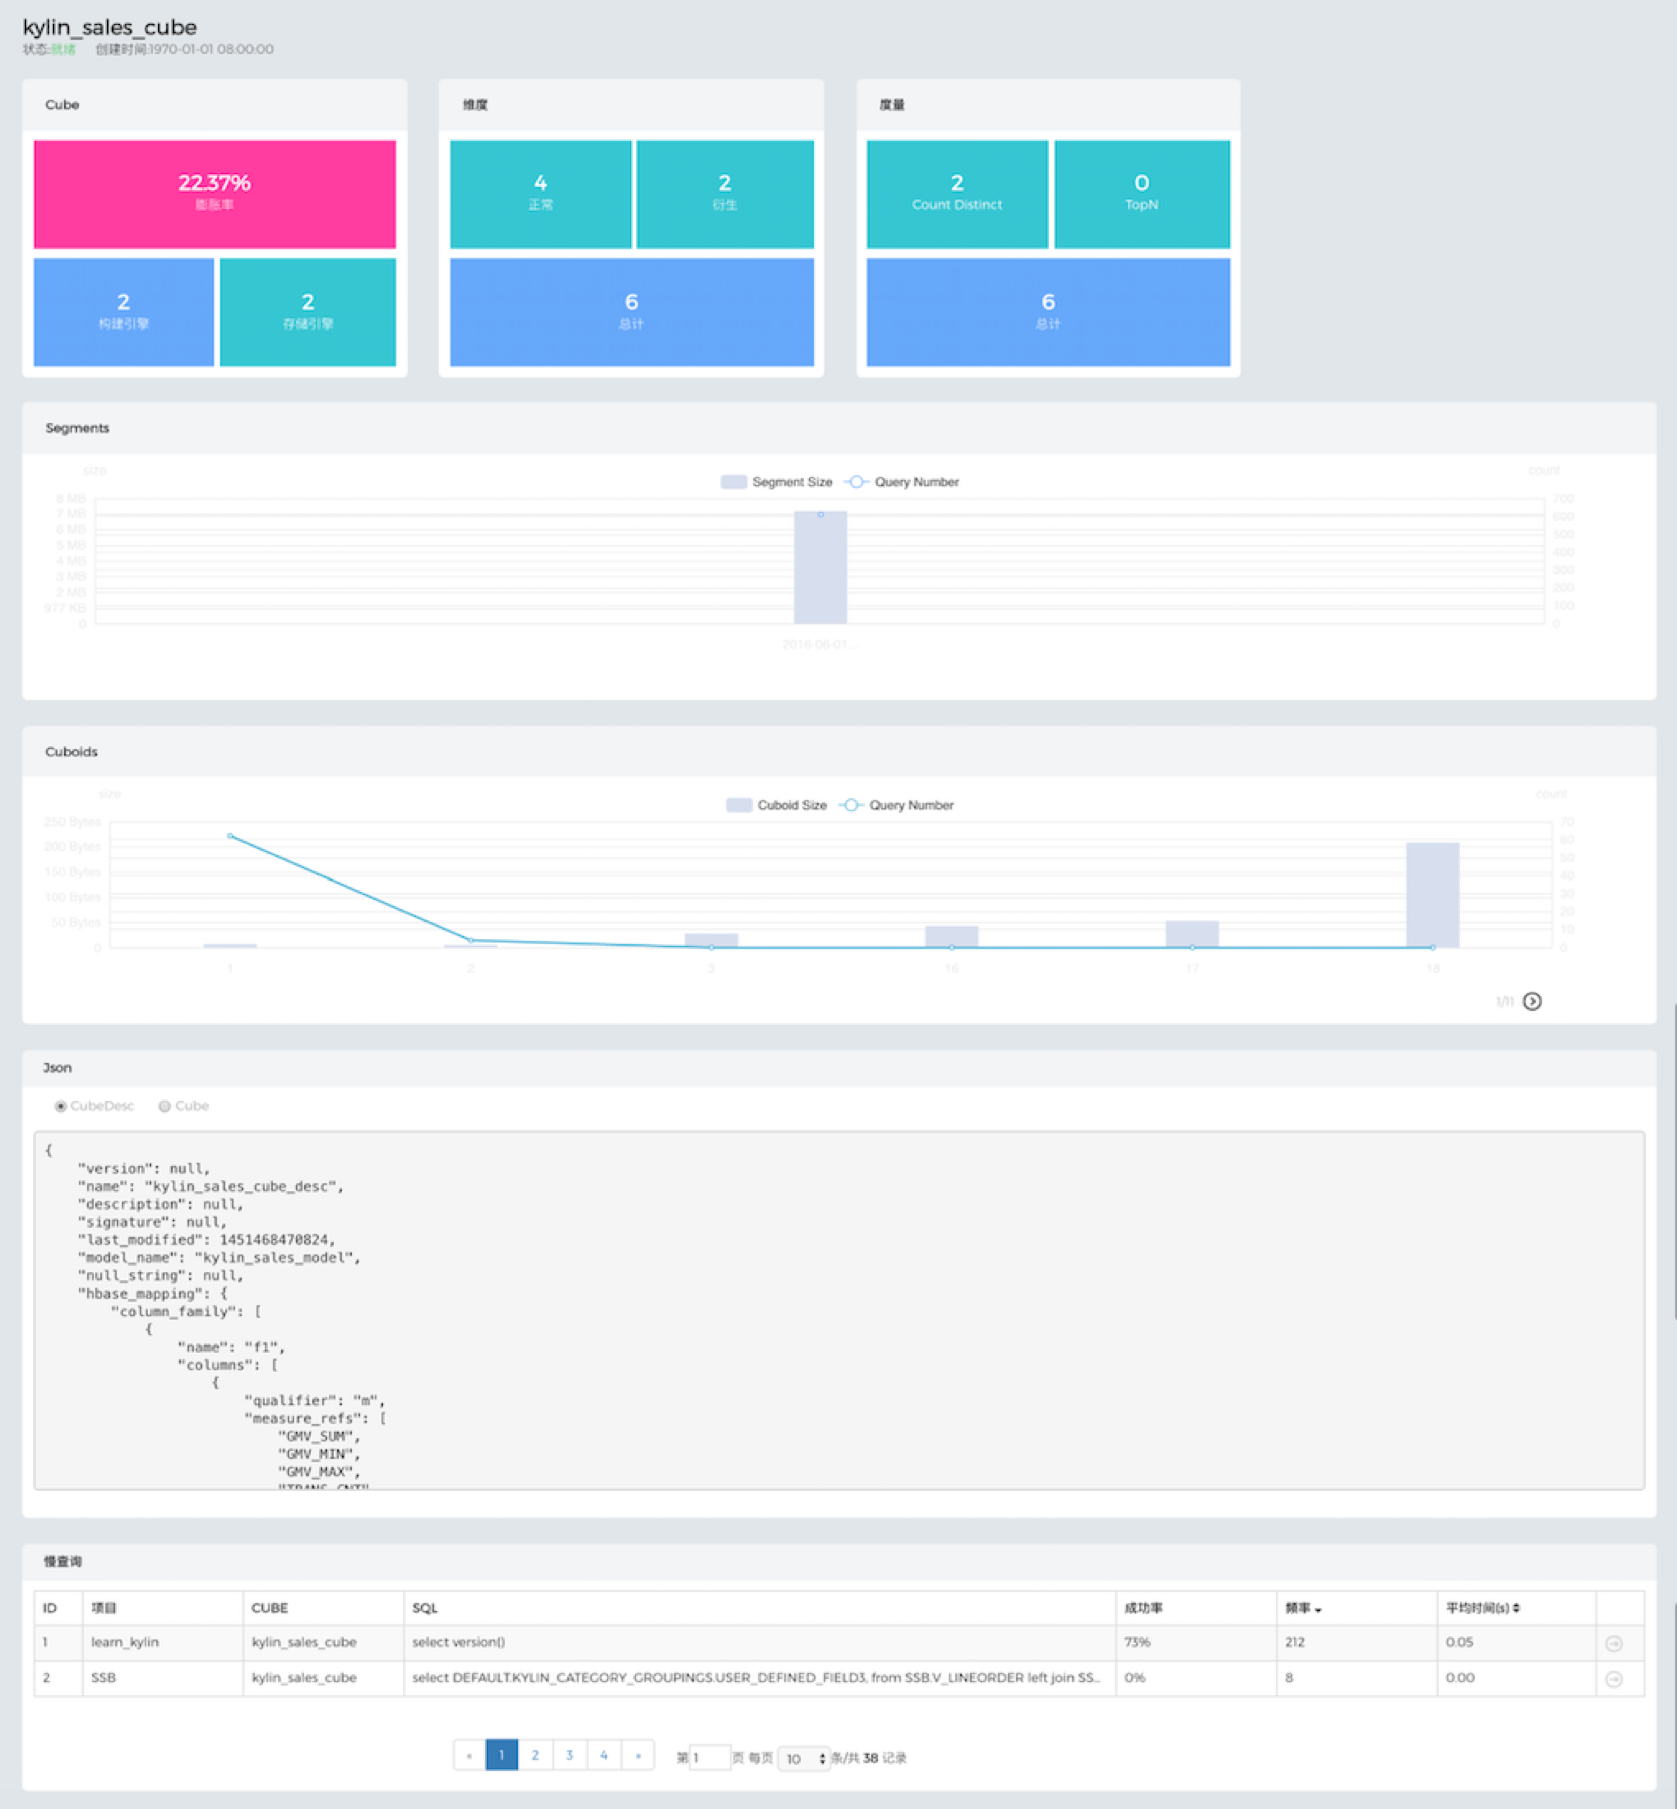 kylin_sales_cube
状态:就绪 创建时间:1970-01-01 08:00:00
Cube
22.37%
膨胀率
2
构建引擎
2
存储引擎
维度
4
正常
2
衍生
6
总计
度量
2
Count Distinct
0
TopN
6
总计
Segments
size
count
Segment Size
Query Number
8 MB
7 MB
6 MB
5 MB
4 MB
3 MB
2 MB
977 KB
0
700
600
500
400
300
200
100
0
2016-06-01...
Cuboids
size
count
Cuboid Size
Query Number
250 Bytes
200 Bytes
150 Bytes
100 Bytes
50 Bytes
0
70
60
50
40
30
20
10
0
1 2 3 16 17 18
1/11
Json
CubeDesc Cube
{
"version": null,
"name": "kylin_sales_cube_desc",
"description": null,
"signature": null,
"last_modified": 1451468470824,
"model_name": "kylin_sales_model",
"null_string": null,
"hbase_mapping": {
"column_family": [
{
"name": "f1",
"columns": [
{
"qualifier": "m",
"measure_refs": [
"GMV_SUM",
"GMV_MIN",
"GMV_MAX",
"TRANS_CNT"
慢查询
ID 项目 CUBE SQL 成功率 频率 平均时间(s)
1 learn_kylin kylin_sales_cube select version() 73% 212 0.05
2 SSB kylin_sales_cube select DEFAULT.KYLIN_CATEGORY_GROUPINGS.USER_DEFINED_FIELD3, from SSB.V_LINEORDER left join SS... 0% 8 0.00
« 1 2 3 4 » 第 1 页 每页 10 条/共 38 记录